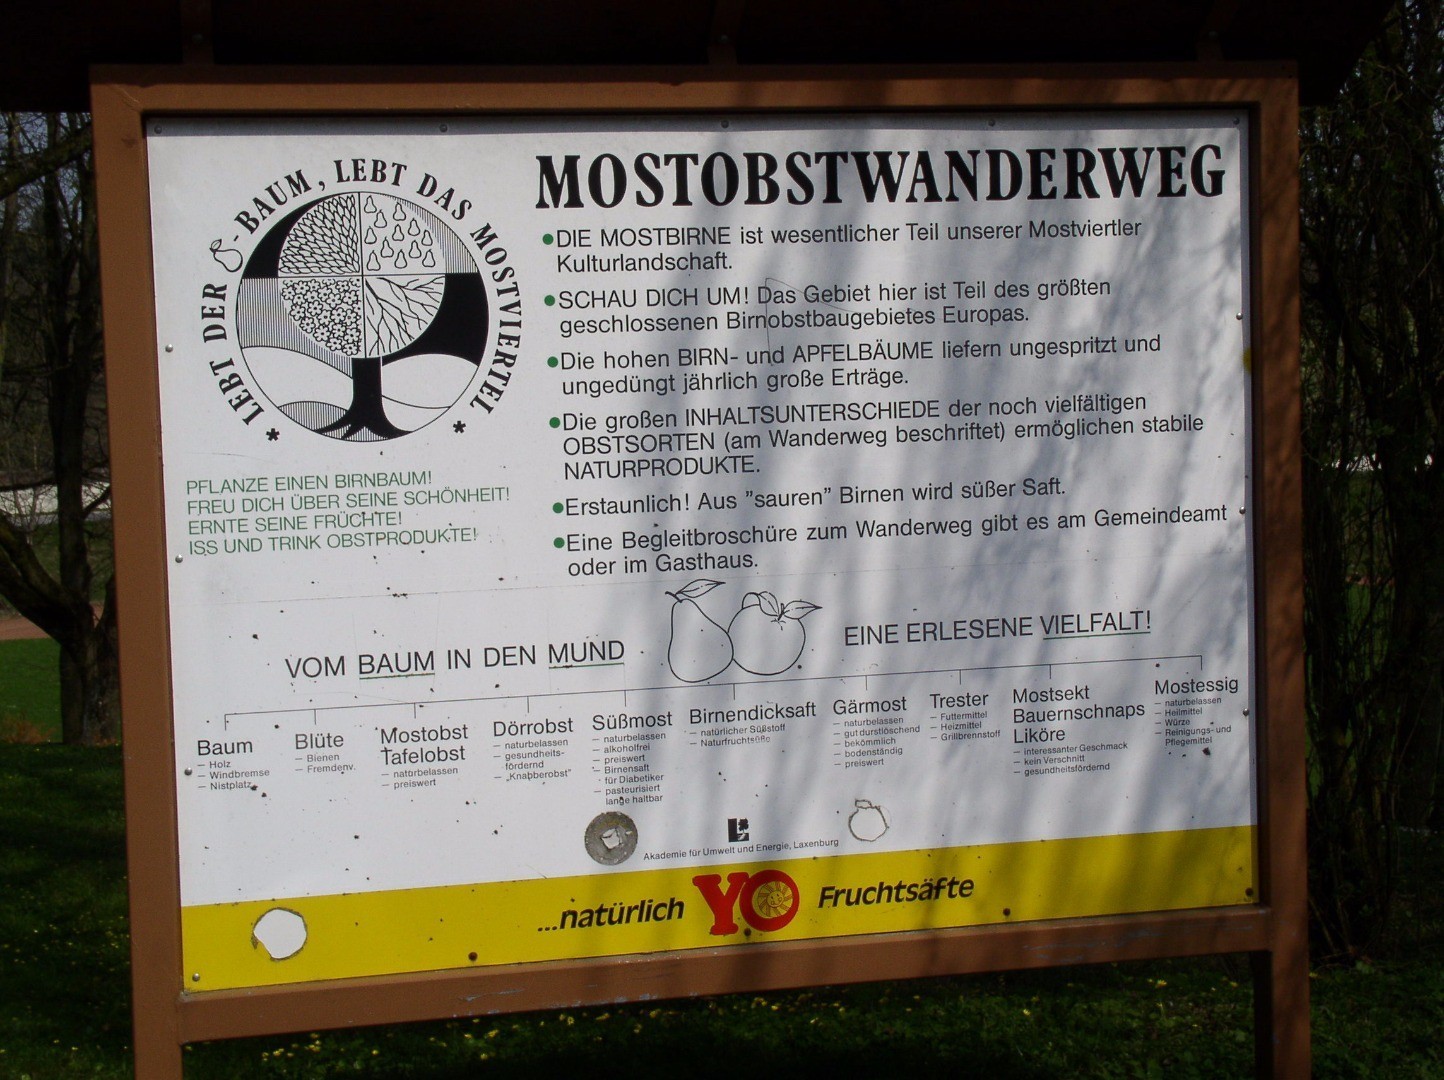 LEBT DER -BAUM, LEBT DAS MOSTVIERTEL
* *
PFLANZE EINEN BIRNBAUM!
FREU DICH ÜBER SEINE SCHÖNHEIT!
ERNTE SEINE FRÜCHTE!
ISS UND TRINK OBSTPRODUKTE!
MOSTOBSTWANDERWEG
• DIE MOSTBIRNE ist wesentlicher Teil unserer Mostviertler
Kulturlandschaft.
• SCHAU DICH UM! Das Gebiet hier ist Teil des größten
geschlossenen Birnobstbaugebietes Europas.
• Die hohen BIRN- und APFELBÄUME liefern ungespritzt und
ungedüngt jährlich große Erträge.
• Die großen INHALTSUNTERSCHIEDE der noch vielfältigen
OBSTSORTEN (am Wanderweg beschriftet) ermöglichen stabile
NATURPRODUKTE.
• Erstaunlich! Aus "sauren" Birnen wird süßer Saft.
• Eine Begleitbroschüre zum Wanderweg gibt es am Gemeindeamt
oder im Gasthaus.
VOM BAUM IN DEN MUND
EINE ERLESENE VIELFALT!
Baum
– Holz
– Windbremse
– Nistplatz
Blüte
– Bienen
– Fremdenv.
Mostobst
Tafelobst
– naturbelassen
– preiswert
Dörrobst
– naturbelassen
– gesundheits-
fördernd
– „Knabberobst"
Süßmost
– naturbelassen
– alkoholfrei
– preiswert
– Birnensaft
für Diabetiker
– pasteurisiert
lange haltbar
Birnendicksaft
– natürlicher Süßstoff
– Naturfruchtsüße
Gärmost
– naturbelassen
– gut durstlöschend
– bekömmlich
– bodenständig
– preiswert
Trester
– Futtermittel
– Heizmittel
– Grillbrennstoff
Mostsekt
Bauernschnaps
Liköre
– interessanter Geschmack
– kein Verschnitt
– gesundheitsfördernd
Mostessig
– naturbelassen
– Heilmittel
– Würze
– Reinigungs- und
Pflegemittel
Akademie für Umwelt und Energie, Laxenburg
...natürlich YO Fruchtsäfte